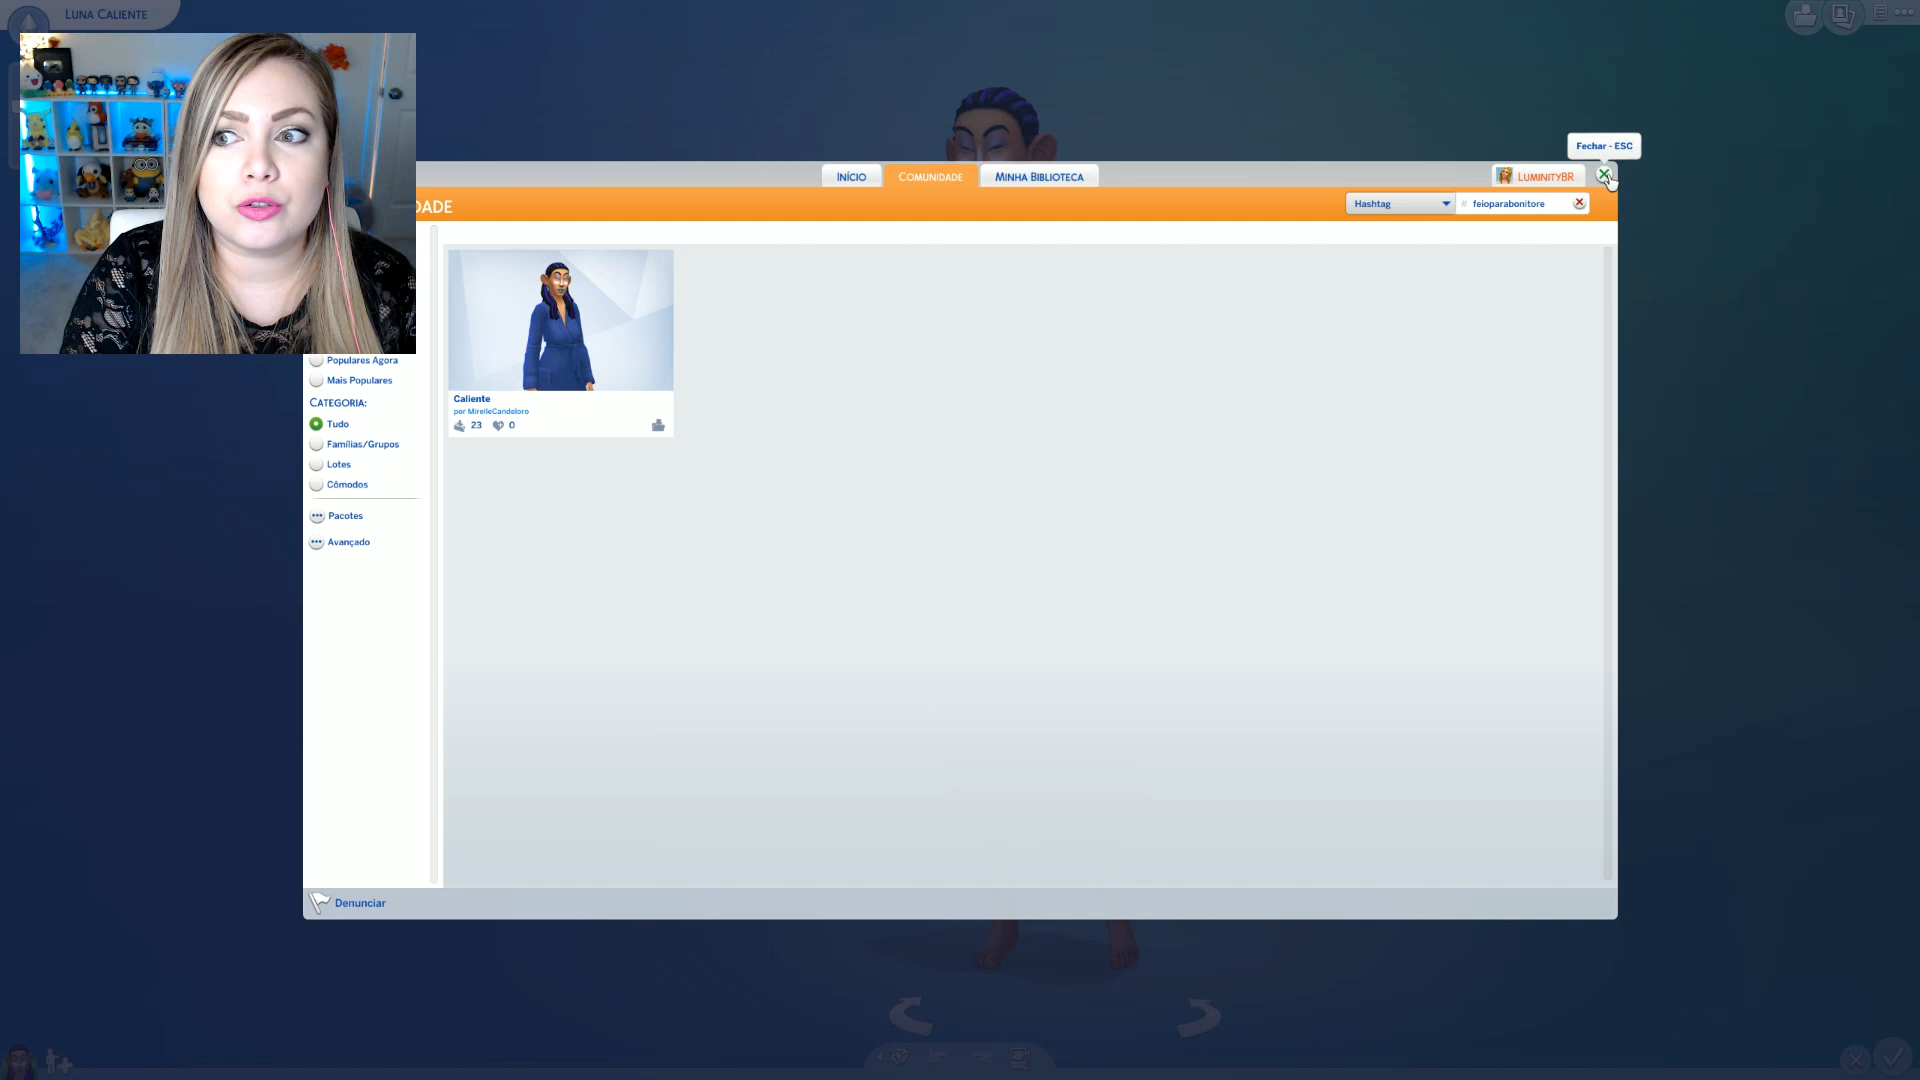 LUNA CALIENTE
Fechar - ESC
INÍCIO
COMUNIDADE
MINHA BIBLIOTECA
LUMINITYBR
DADE
Hashtag
# feioparabonitore
Caliente
por MirelleCandeloro
23
0
Populares Agora
Mais Populares
CATEGORIA:
Tudo
Famílias/Grupos
Lotes
Cômodos
Pacotes
Avançado
Denunciar